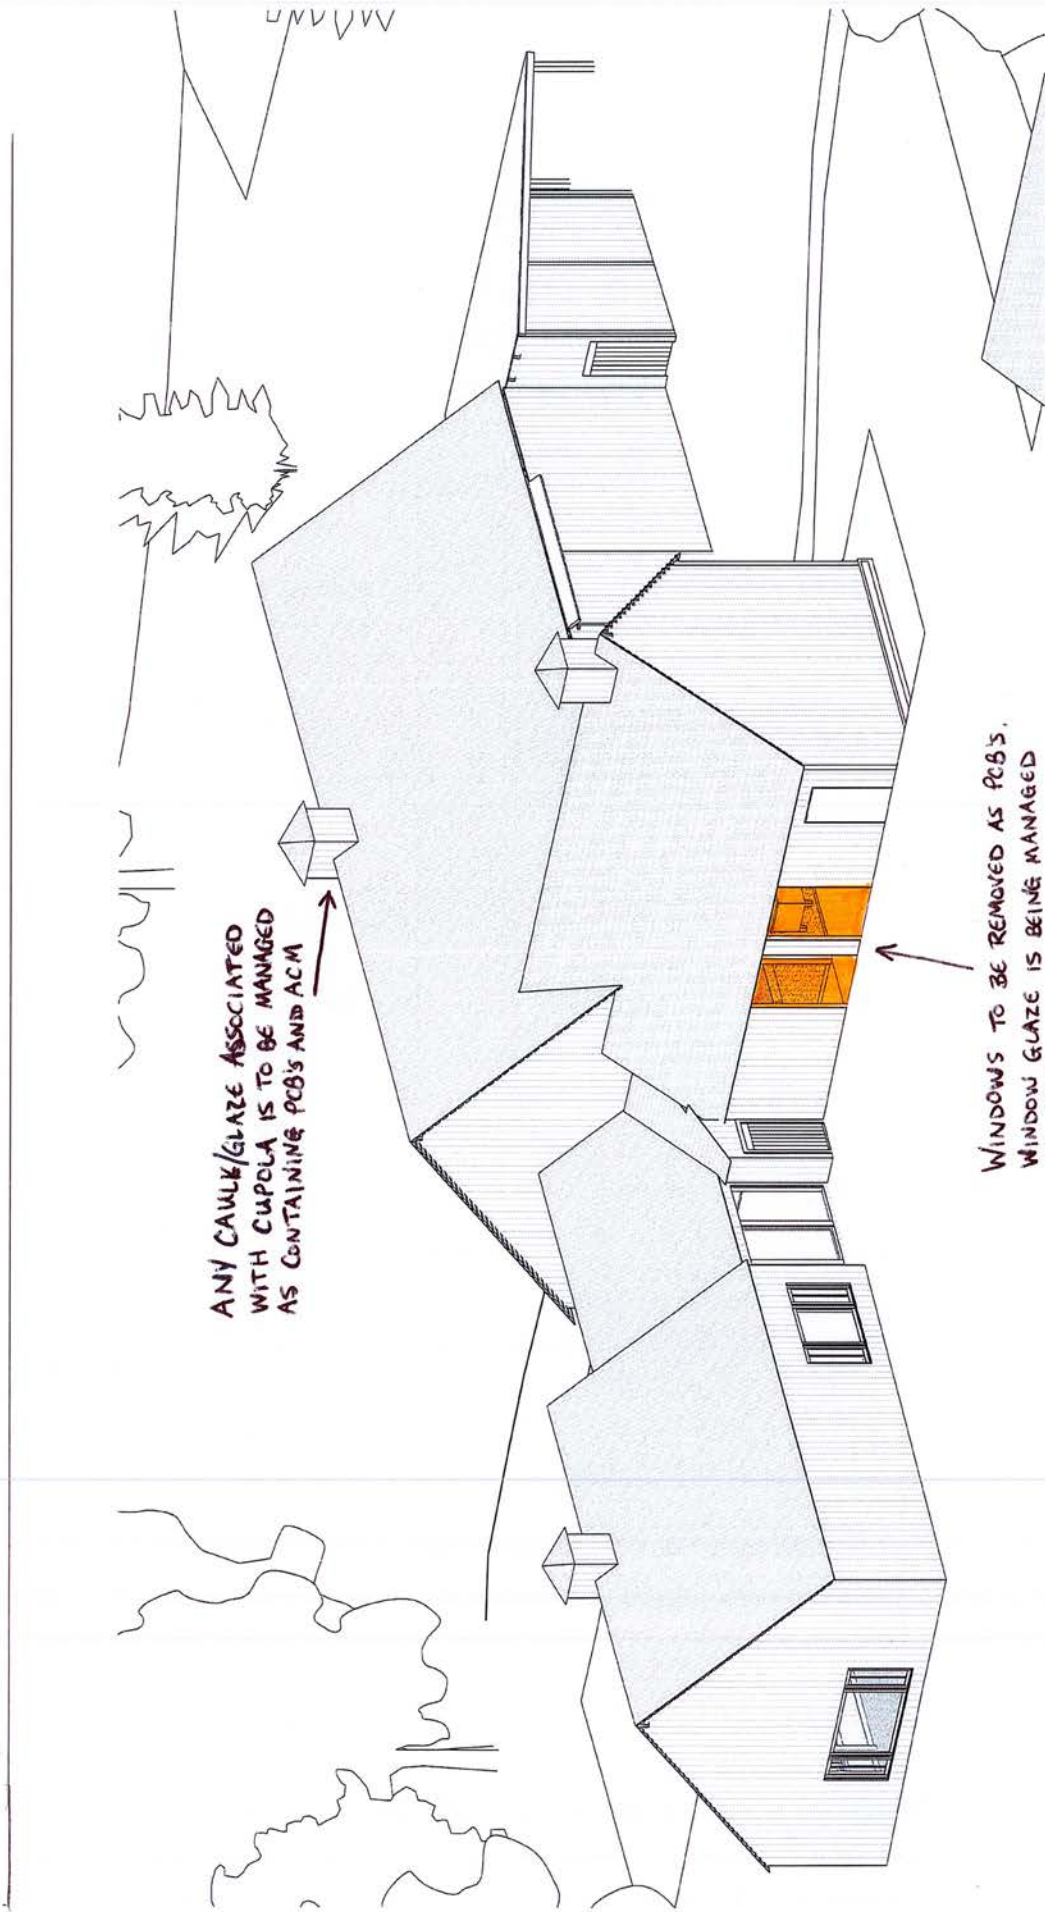 ANY CAULK/GLAZE ASSOCIATED
WITH CUPOLA IS TO BE MANAGED
AS CONTAINING PCB'S AND ACM
WINDOWS TO BE REMOVED AS PCB'S.
WINDOW GLAZE IS BEING MANAGED